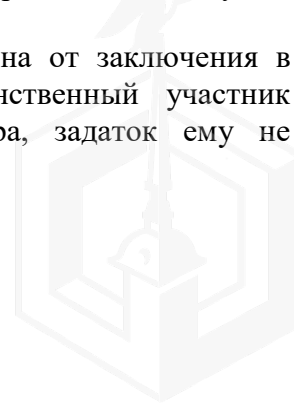 на от заключения в
нственный участник
ра, задаток ему не